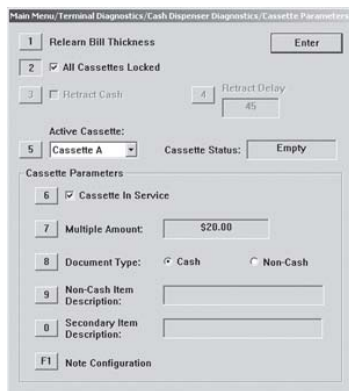 Main Menu/Terminal Diagnostics/Cash Dispenser Diagnostics/Cassette Parameters
1 Relearn Bill Thickness Enter
2 All Cassettes Locked
3 Retract Cash 4 Retract Delay
45
Active Cassette:
5 Cassette A Cassette Status: Empty
Cassette Parameters
6 Cassette In Service
7 Multiple Amount: $20.00
8 Document Type: Cash Non-Cash
9 Non-Cash Item
Description:
0 Secondary Item
Description:
F1 Note Configuration